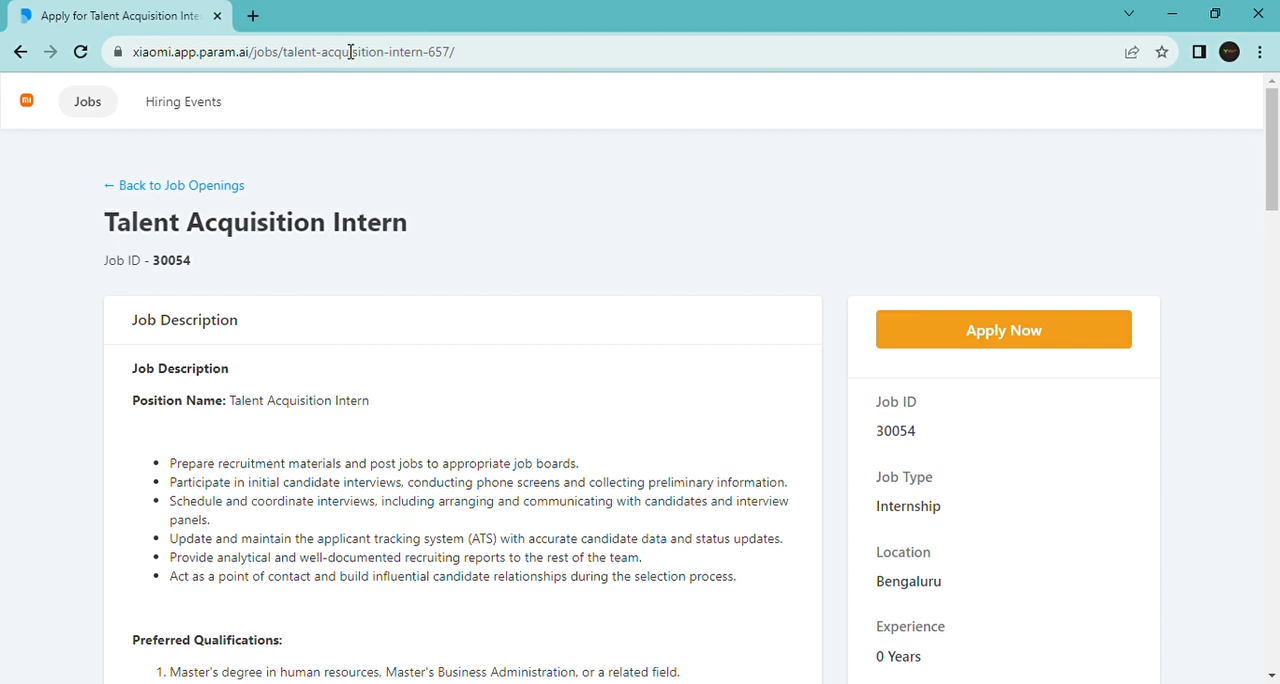 Apply for Talent Acquisition Inte
xiaomi.app.param.ai/jobs/talent-acquisition-intern-657/
mi
Jobs
Hiring Events
← Back to Job Openings
Talent Acquisition Intern
Job ID - 30054
Job Description
Job Description
Position Name: Talent Acquisition Intern
• Prepare recruitment materials and post jobs to appropriate job boards.
• Participate in initial candidate interviews, conducting phone screens and collecting preliminary information.
• Schedule and coordinate interviews, including arranging and communicating with candidates and interview
panels.
• Update and maintain the applicant tracking system (ATS) with accurate candidate data and status updates.
• Provide analytical and well-documented recruiting reports to the rest of the team.
• Act as a point of contact and build influential candidate relationships during the selection process.
Preferred Qualifications:
1. Master's degree in human resources, Master's Business Administration, or a related field.
Apply Now
Job ID
30054
Job Type
Internship
Location
Bengaluru
Experience
0 Years